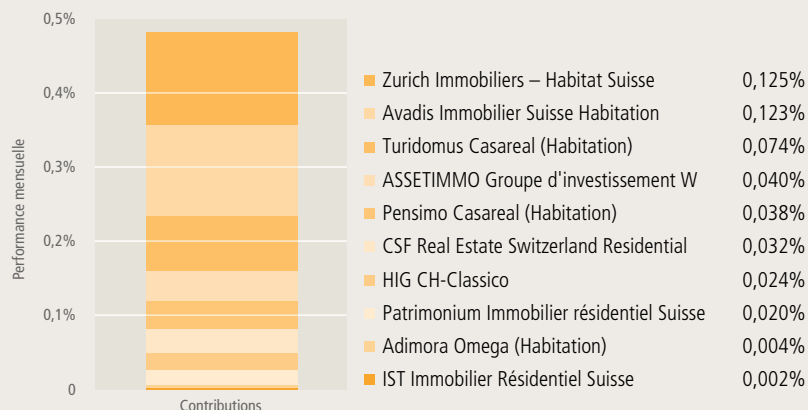 0,5%
0,4%
0,3%
0,2%
0,1%
0
Performance mensuelle
Contributions
Zurich Immobiliers – Habitat Suisse 0,125%
Avadis Immobilier Suisse Habitation 0,123%
Turidomus Casareal (Habitation) 0,074%
ASSETIMMO Groupe d'investissement W 0,040%
Pensimo Casareal (Habitation) 0,038%
CSF Real Estate Switzerland Residential 0,032%
HIG CH-Classico 0,024%
Patrimonium Immobilier résidentiel Suisse 0,020%
Adimora Omega (Habitation) 0,004%
IST Immobilier Résidentiel Suisse 0,002%